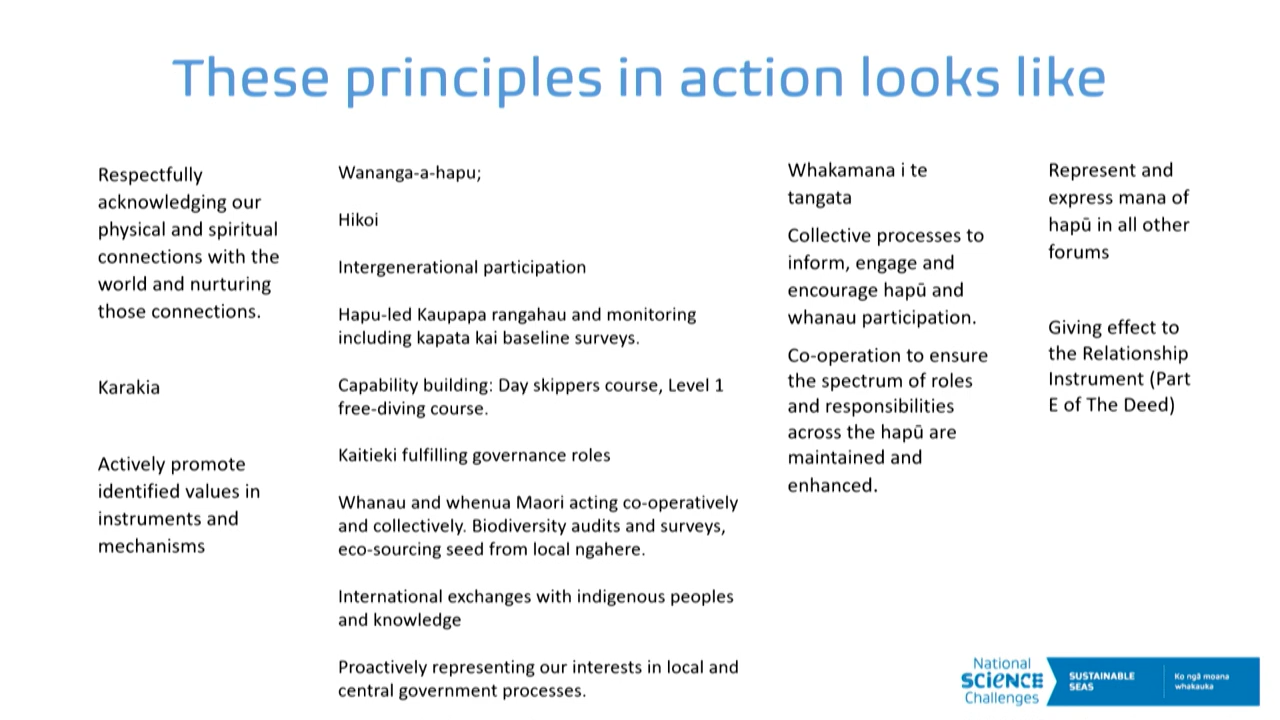 These principles in action looks like
Respectfully
acknowledging our
physical and spiritual
connections with the
world and nurturing
those connections.
Karakia
Actively promote
identified values in
instruments and
mechanisms
Wananga-a-hapu;
Hikoi
Intergenerational participation
Hapu-led Kaupapa rangahau and monitoring
including kapata kai baseline surveys.
Capability building: Day skippers course, Level 1
free-diving course.
Kaitieki fulfilling governance roles
Whanau and whenua Maori acting co-operatively
and collectively. Biodiversity audits and surveys,
eco-sourcing seed from local ngahere.
International exchanges with indigenous peoples
and knowledge
Proactively representing our interests in local and
central government processes.
Whakamana i te
tangata
Collective processes to
inform, engage and
encourage hapū and
whanau participation.
Co-operation to ensure
the spectrum of roles
and responsibilities
across the hapū are
maintained and
enhanced.
Represent and
express mana of
hapū in all other
forums
Giving effect to
the Relationship
Instrument (Part
E of The Deed)
National
SCIENCE
Challenges
SUSTAINABLE
SEAS
Ko ngā moana
whakauka